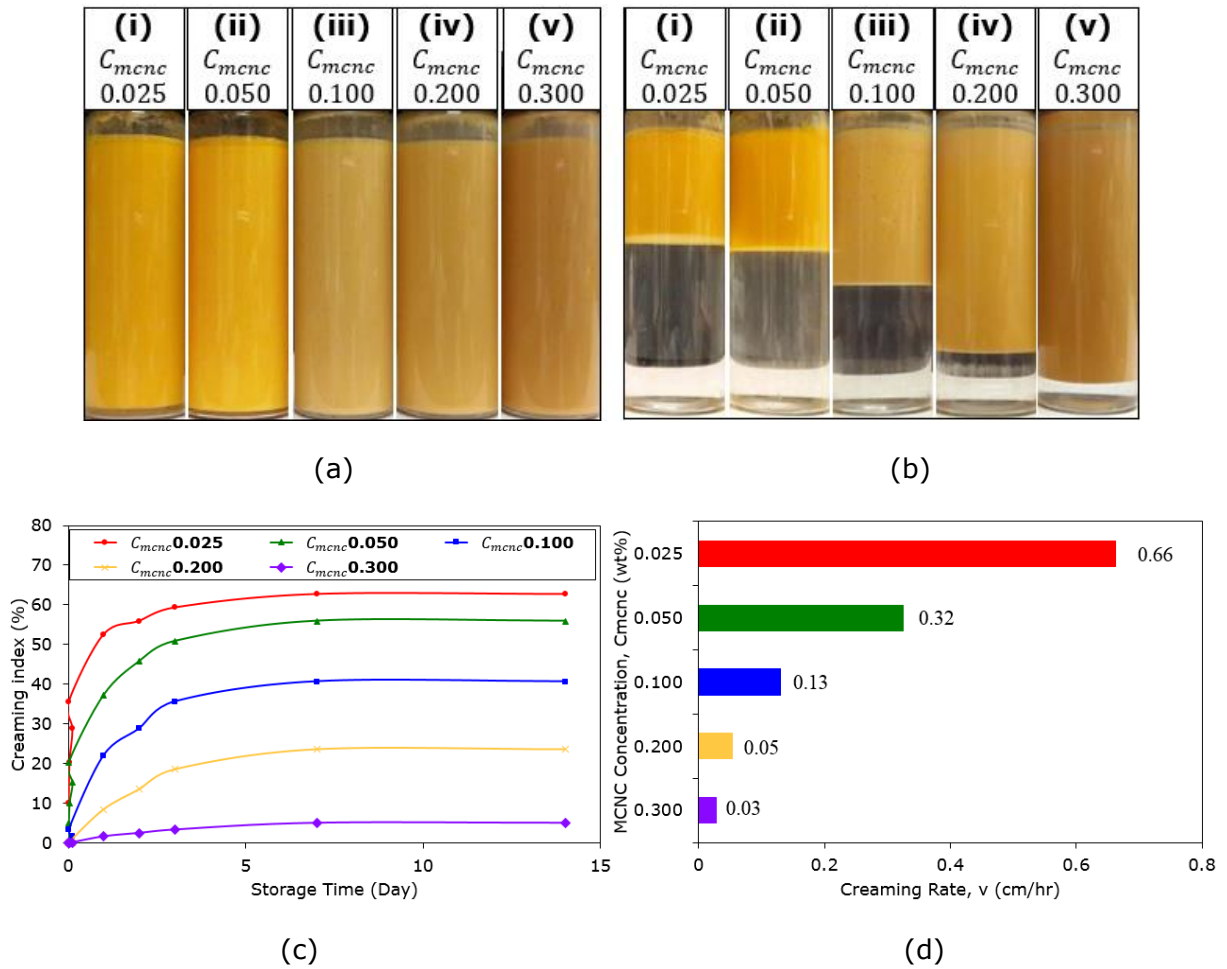 (i) (ii) (iii) (iv) (v)
C_mcnc C_mcnc C_mcnc C_mcnc C_mcnc
0.025 0.050 0.100 0.200 0.300
(i) (ii) (iii) (iv) (v)
C_mcnc C_mcnc C_mcnc C_mcnc C_mcnc
0.025 0.050 0.100 0.200 0.300
(a)
(b)
Creaming index (%)
80
70
60
50
40
30
20
10
0
C_mcnc0.025 C_mcnc0.050 C_mcnc0.100
C_mcnc0.200 C_mcnc0.300
0 5 10 15
Storage Time (Day)
(c)
MCNC Concentration, Cmcnc (wt%)
0.025 0.66
0.050 0.32
0.100 0.13
0.200 0.05
0.300 0.03
0 0.2 0.4 0.6 0.8
Creaming Rate, v (cm/hr)
(d)